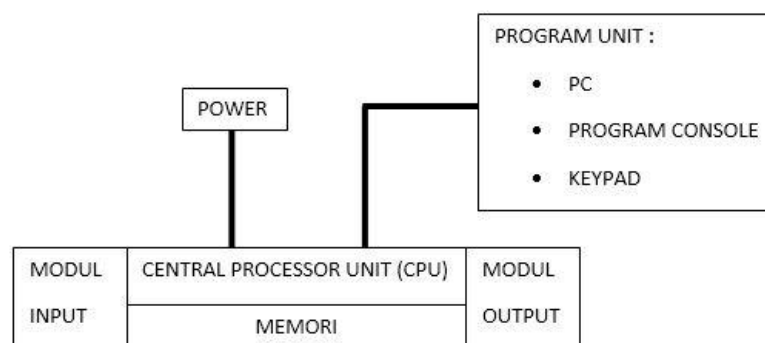 PROGRAM UNIT :
• PC
• PROGRAM CONSOLE
• KEYPAD
POWER
MODUL
INPUT
CENTRAL PROCESSOR UNIT (CPU)
MEMORI
MODUL
OUTPUT